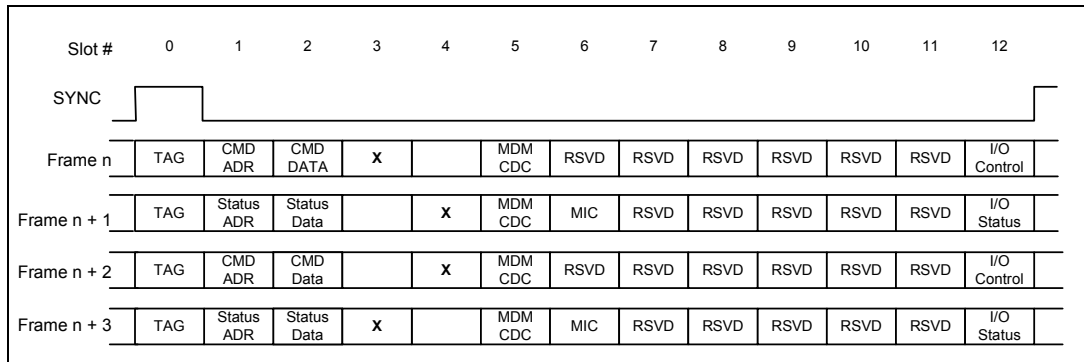 Slot # 0 1 2 3 4 5 6 7 8 9 10 11 12
SYNC
Frame n TAG CMD ADR CMD DATA X MDM CDC RSVD RSVD RSVD RSVD RSVD RSVD I/O Control
Frame n + 1 TAG Status ADR Status Data X MDM CDC MIC RSVD RSVD RSVD RSVD RSVD I/O Status
Frame n + 2 TAG CMD ADR CMD Data X MDM CDC RSVD RSVD RSVD RSVD RSVD RSVD I/O Control
Frame n + 3 TAG Status ADR Status Data X MDM CDC MIC RSVD RSVD RSVD RSVD RSVD I/O Status